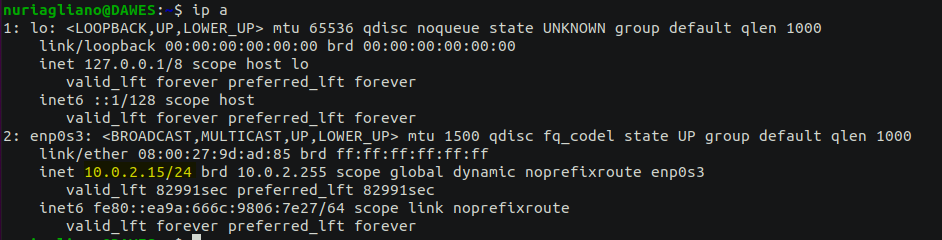 nuriagliano@DAWES:~$ ip a
1: lo: <LOOPBACK,UP,LOWER_UP> mtu 65536 qdisc noqueue state UNKNOWN group default qlen 1000
    link/loopback 00:00:00:00:00:00 brd 00:00:00:00:00:00
    inet 127.0.0.1/8 scope host lo
       valid_lft forever preferred_lft forever
    inet6 ::1/128 scope host
       valid_lft forever preferred_lft forever
2: enp0s3: <BROADCAST,MULTICAST,UP,LOWER_UP> mtu 1500 qdisc fq_codel state UP group default qlen 1000
    link/ether 08:00:27:9d:ad:85 brd ff:ff:ff:ff:ff:ff
    inet 10.0.2.15/24 brd 10.0.2.255 scope global dynamic noprefixroute enp0s3
       valid_lft 82991sec preferred_lft 82991sec
    inet6 fe80::ea9a:666c:9806:7e27/64 scope link noprefixroute
       valid_lft forever preferred_lft forever